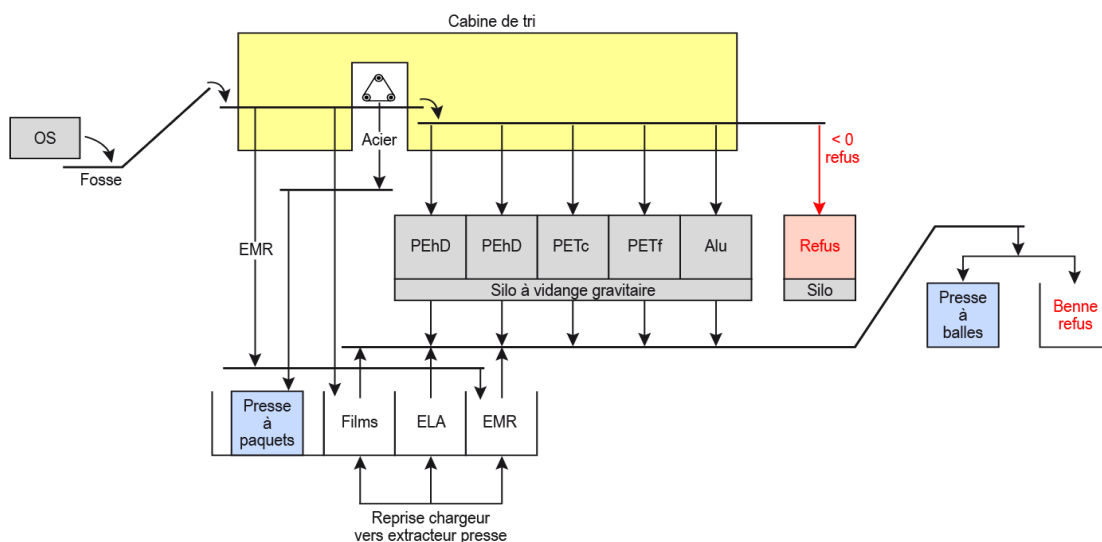 Cabine de tri
OS
Fosse
Acier
< 0
refus
EMR
PEhD
PEhD
PETc
PETf
Alu
Refus
Silo à vidange gravitaire
Silo
Presse
à
balles
Benne
refus
Presse
à
paquets
Films
ELA
EMR
Reprise chargeur
vers extracteur presse